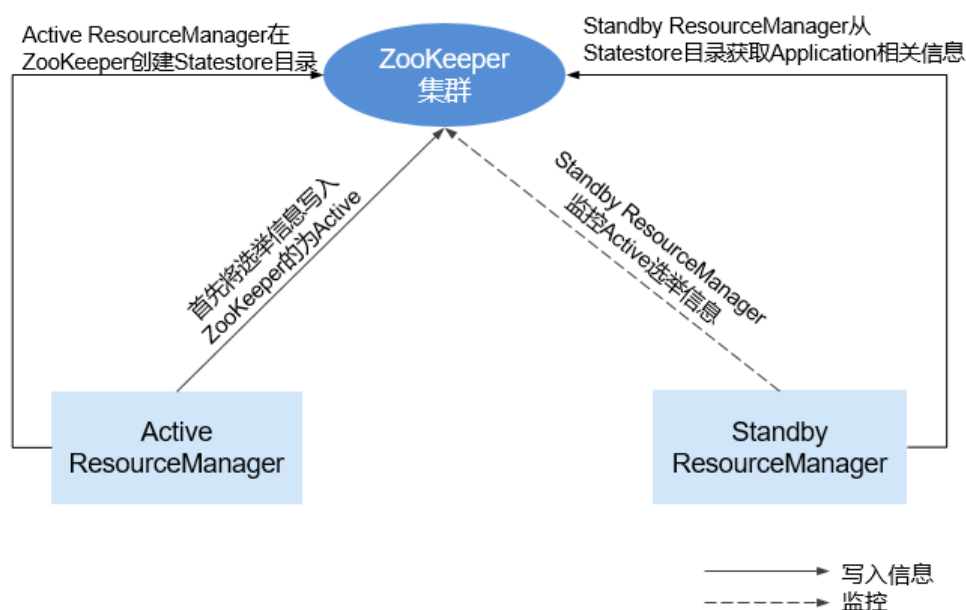 Active ResourceManager在
ZooKeeper创建Statestore目录
ZooKeeper
集群
Standby ResourceManager从
Statestore目录获取Application相关信息
首先将选举信息写入
ZooKeeper的为Active
Standby ResourceManager
监控Active选举信息
Active
ResourceManager
Standby
ResourceManager
写入信息
监控